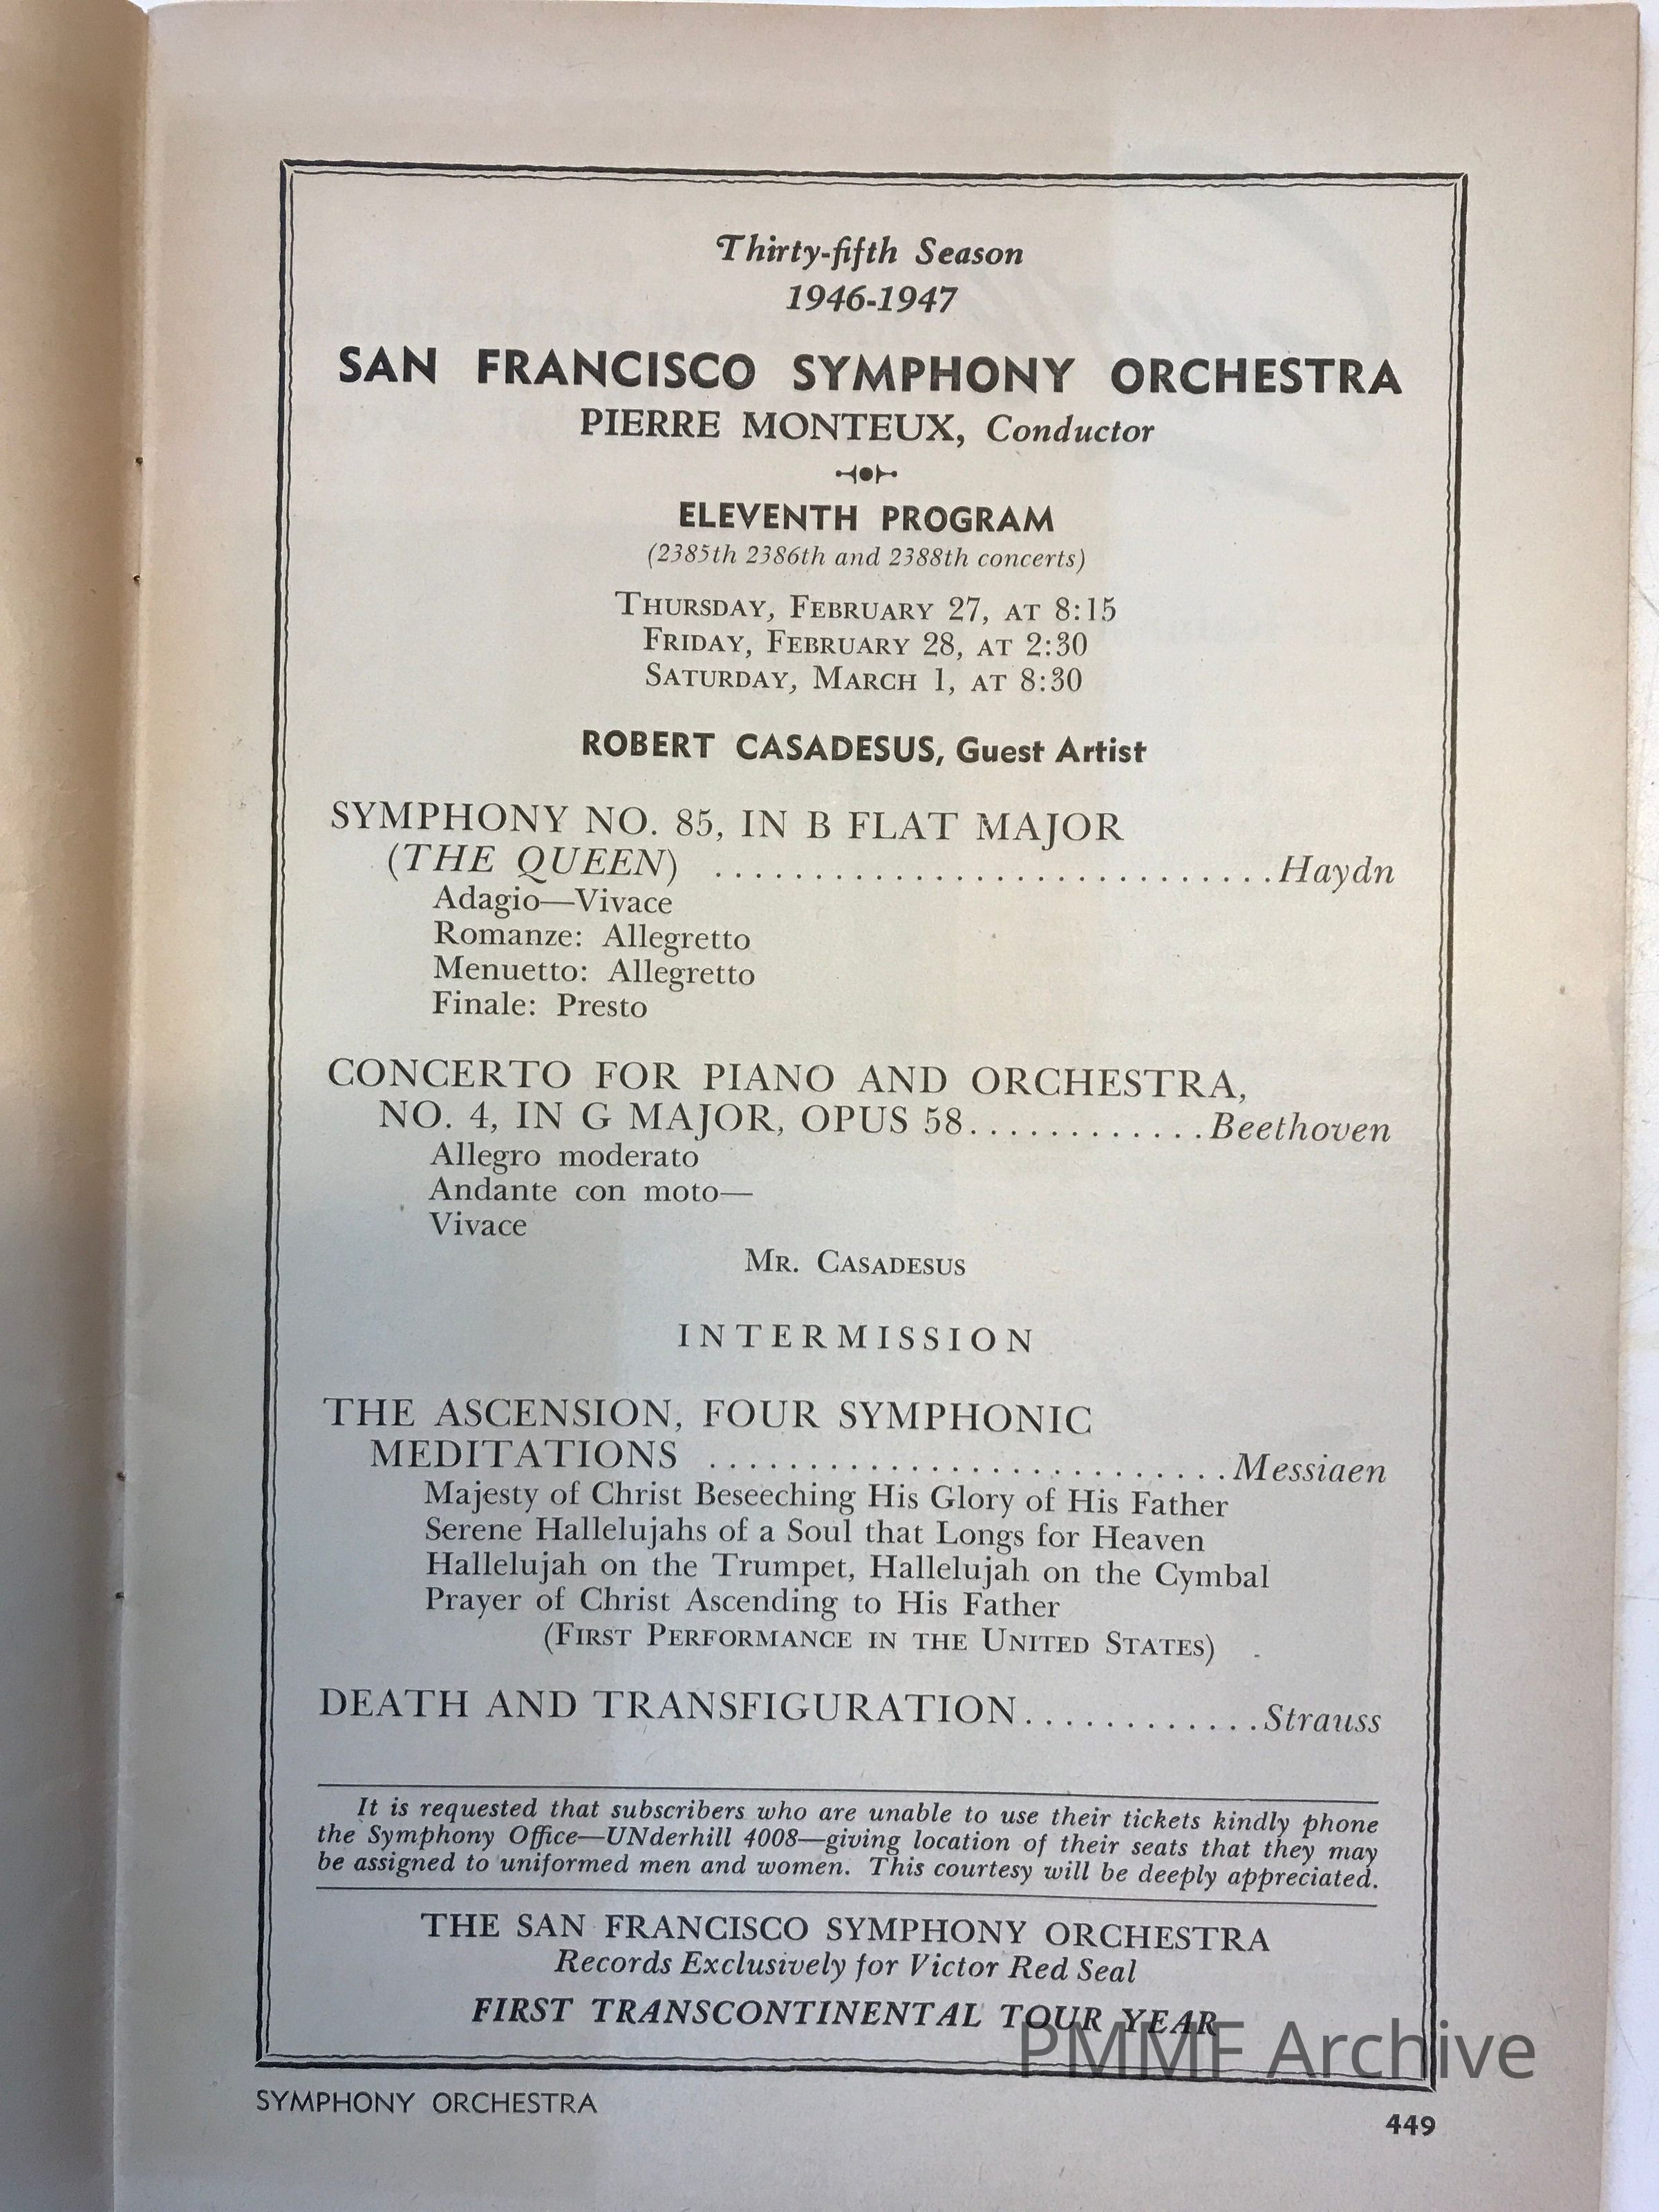 Thirty-fifth Season
1946-1947
SAN FRANCISCO SYMPHONY ORCHESTRA
PIERRE MONTEUX, Conductor
ELEVENTH PROGRAM
(2385th 2386th and 2388th concerts)
THURSDAY, FEBRUARY 27, AT 8:15
FRIDAY, FEBRUARY 28, AT 2:30
SATURDAY, MARCH 1, AT 8:30
ROBERT CASADESUS, Guest Artist
SYMPHONY NO. 85, IN B FLAT MAJOR
(THE QUEEN) ............................Haydn
Adagio—Vivace
Romanze: Allegretto
Menuetto: Allegretto
Finale: Presto
CONCERTO FOR PIANO AND ORCHESTRA,
NO. 4, IN G MAJOR, OPUS 58............Beethoven
Allegro moderato
Andante con moto—
Vivace
MR. CASADESUS
INTERMISSION
THE ASCENSION, FOUR SYMPHONIC
MEDITATIONS ..........................Messiaen
Majesty of Christ Beseeching His Glory of His Father
Serene Hallelujahs of a Soul that Longs for Heaven
Hallelujah on the Trumpet, Hallelujah on the Cymbal
Prayer of Christ Ascending to His Father
(FIRST PERFORMANCE IN THE UNITED STATES)
DEATH AND TRANSFIGURATION............Strauss
It is requested that subscribers who are unable to use their tickets kindly phone
the Symphony Office—UNderhill 4008—giving location of their seats that they may
be assigned to uniformed men and women. This courtesy will be deeply appreciated.
THE SAN FRANCISCO SYMPHONY ORCHESTRA
Records Exclusively for Victor Red Seal
FIRST TRANSCONTINENTAL TOUR YEAR
PMMF Archive
SYMPHONY ORCHESTRA
449